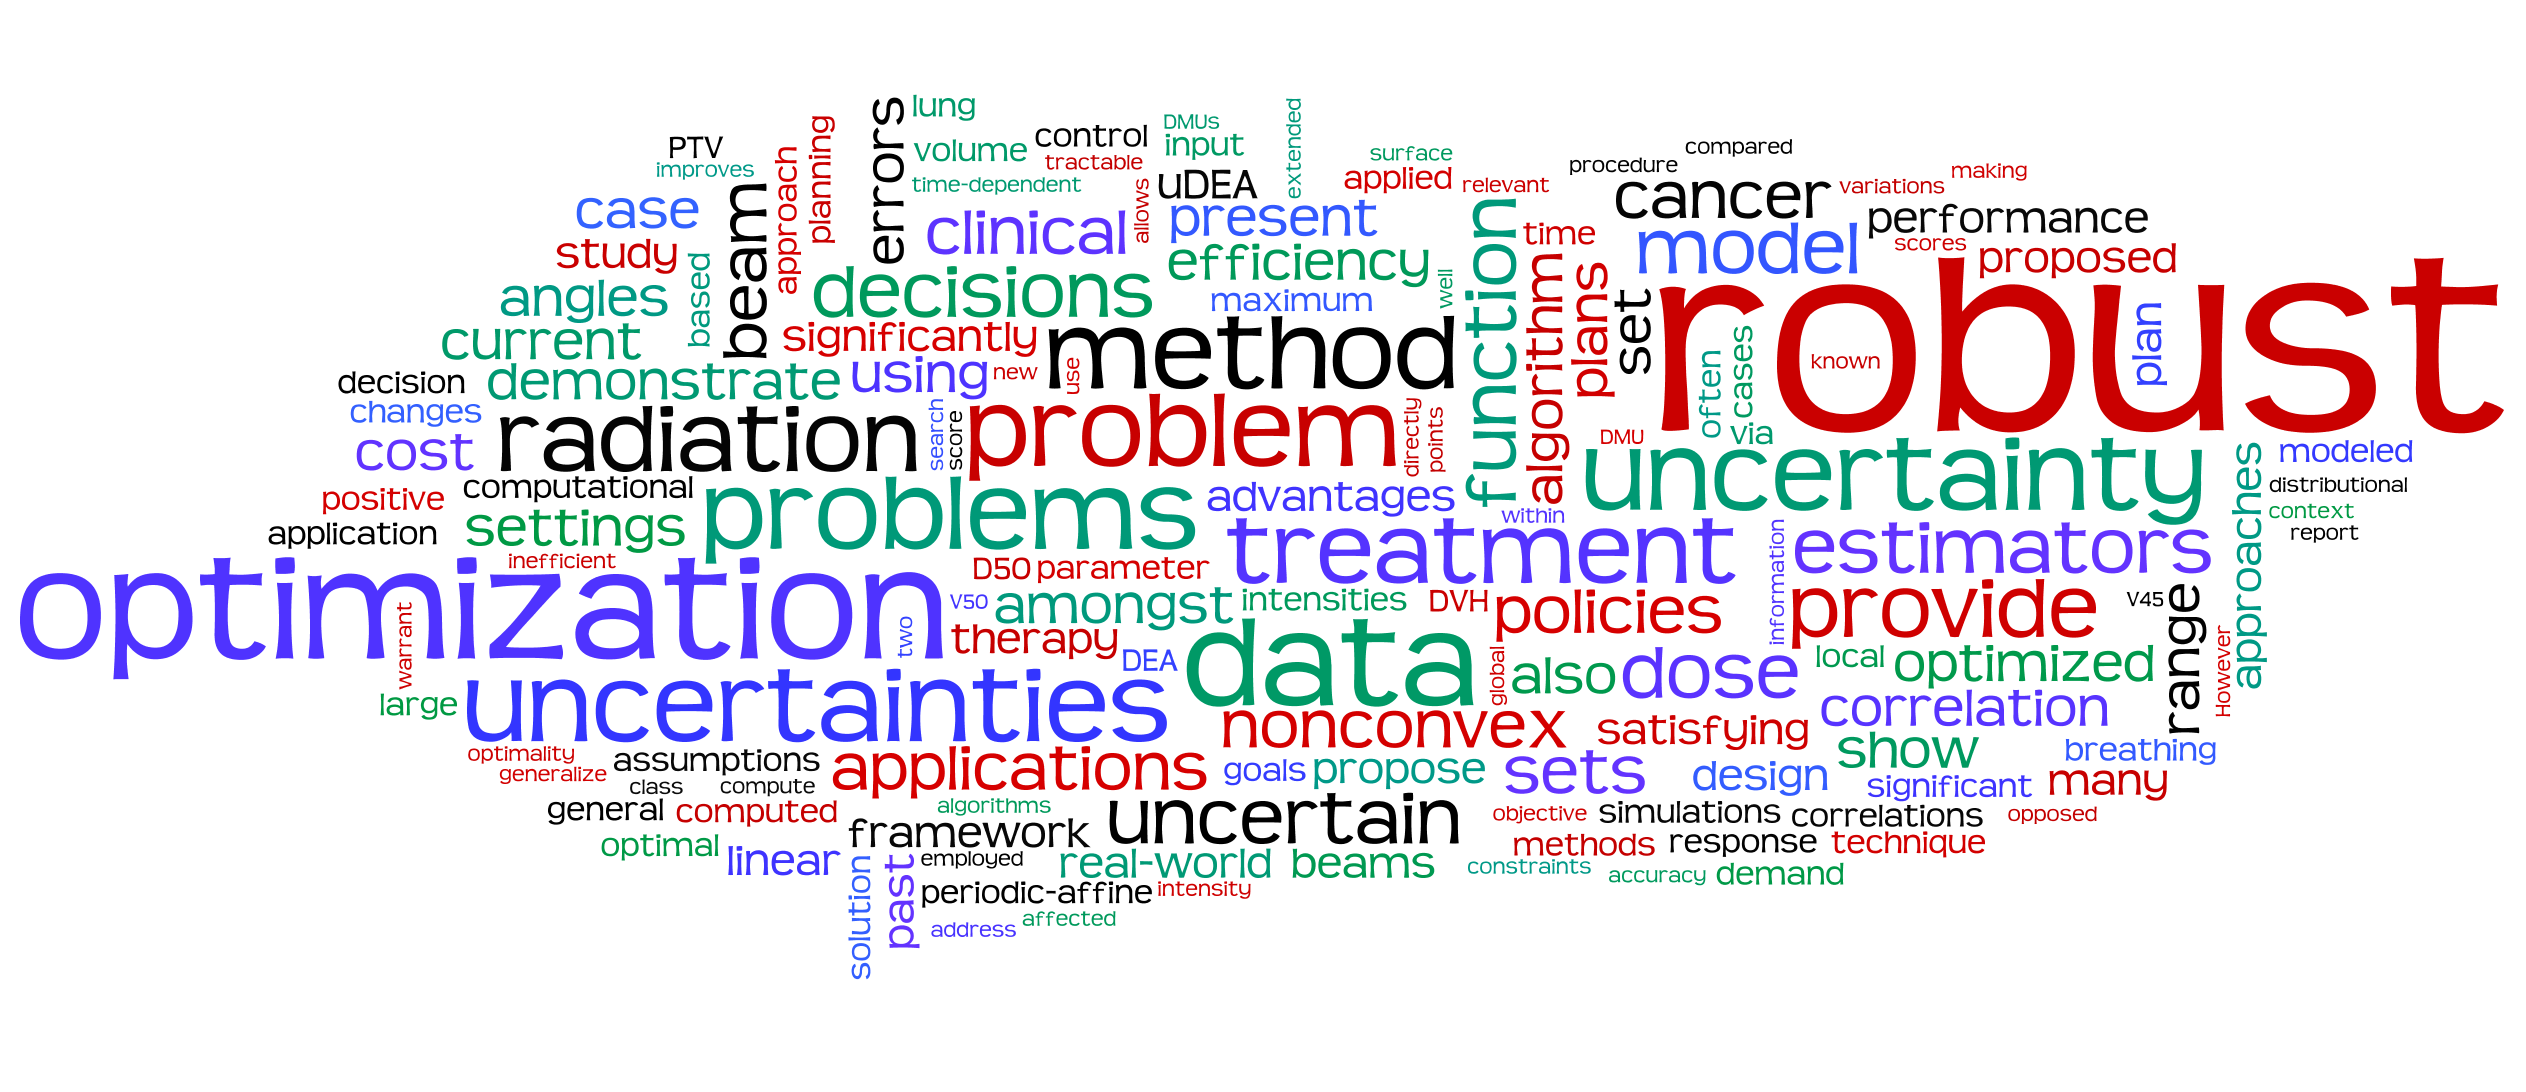 lung
errors
DMUs
extended
PTV
improves
approach
planning
volume
control
tractable
input
time-dependent
allows
uDEA
surface
applied
relevant
procedure
compared
making
variations
cancer
case
beam
clinical
present
function
time
model
performance
scores
proposed
study
based
decisions
efficiency
well
algorithm
plans
set
robust
angles
maximum
current
significantly
method
often
cases
known
plan
decision
demonstrate
using
new
use
changes
radiation
search
score
problem
directly
points
DMU
via
cost
uncertainty
approaches
modeled
positive
computational
problems
advantages
within
distributional
application
settings
treatment
information
estimators
context
report
optimization
inefficient
D50
parameter
warrant
two
V50
amongst
intensities
DVH
policies
provide
V45
range
therapy
DEA
data
global
also
dose
local
optimized
However
large
uncertainties
nonconvex
satisfying
correlation
optimality
generalize
assumptions
applications
goals
propose
sets
design
show
breathing
class
compute
significant
many
general
computed
algorithms
uncertain
objective
simulations
correlations
opposed
optimal
linear
framework
methods
response
technique
solution
past
employed
real-world
beams
constraints
accuracy
demand
periodic-affine
intensity
address
affected